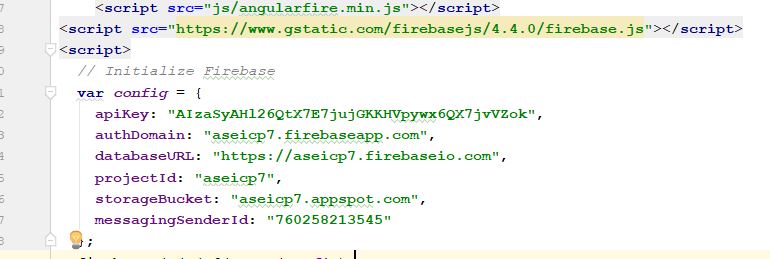 <script src="js/angularfire.min.js"></script>
<script src="https://www.gstatic.com/firebasejs/4.4.0/firebase.js"></script>
<script>
// Initialize Firebase
var config = {
apiKey: "AIzaSyAHl26QtX7E7jujGKKHVpywx6QX7jvVZok",
authDomain: "aseicp7.firebaseapp.com",
databaseURL: "https://aseicp7.firebaseio.com",
projectId: "aseicp7",
storageBucket: "aseicp7.appspot.com",
messagingSenderId: "760258213545"
};